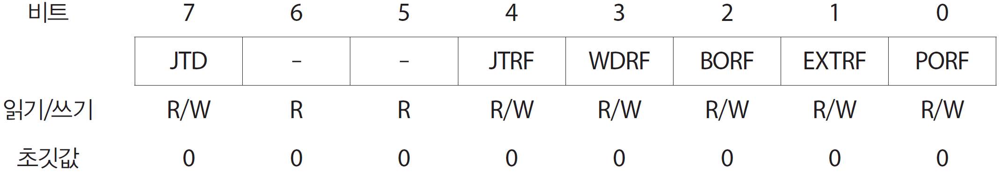 비트 7 6 5 4 3 2 1 0
JTD – – JTRF WDRF BORF EXTRF PORF
읽기/쓰기 R/W R R R/W R/W R/W R/W R/W
초깃값 0 0 0 0 0 0 0 0